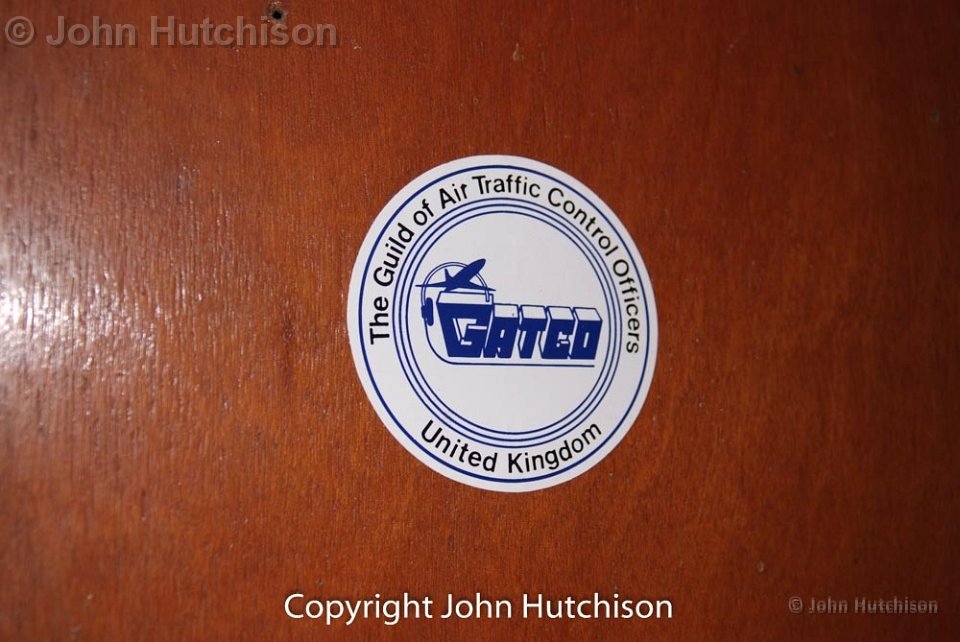 © John Hutchison
The Guild of Air Traffic Control Officers
GATCO
United Kingdom
Copyright John Hutchison
© John Hutchison